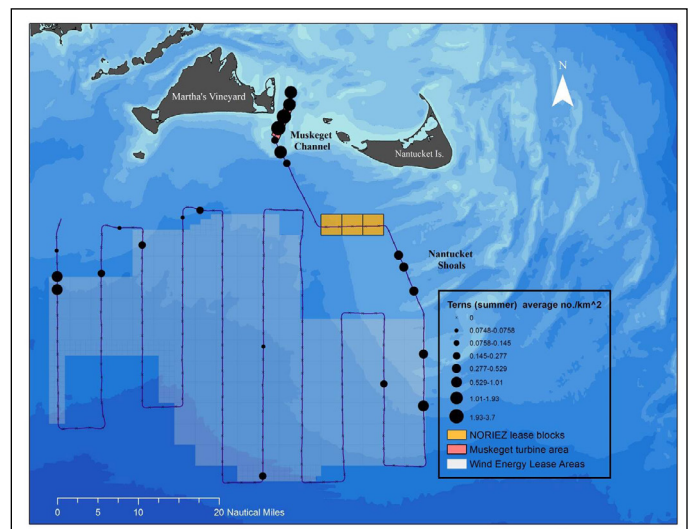 N
Martha's Vineyard
Muskeget
Channel
Nantucket Is.
Nantucket
Shoals
Terns (summer) average no./km^2
0
0.0748-0.0758
0.0758-0.145
0.145-0.277
0.277-0.529
0.529-1.01
1.01-1.93
1.93-3.7
NORIEZ lease blocks
Muskeget turbine area
Wind Energy Lease Areas
0 5 10 20 Nautical Miles